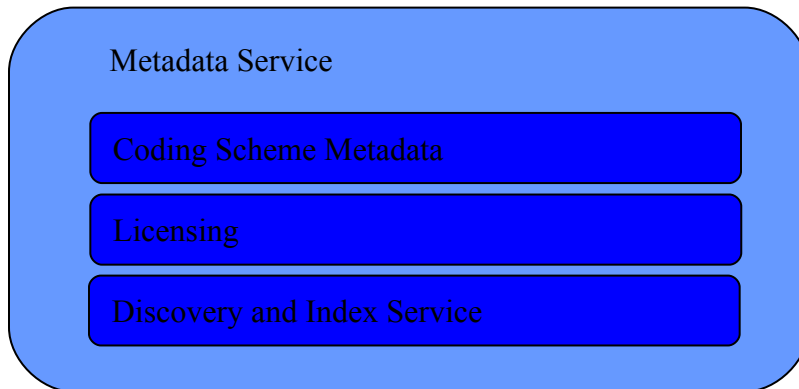 Metadata Service
Coding Scheme Metadata
Licensing
Discovery and Index Service